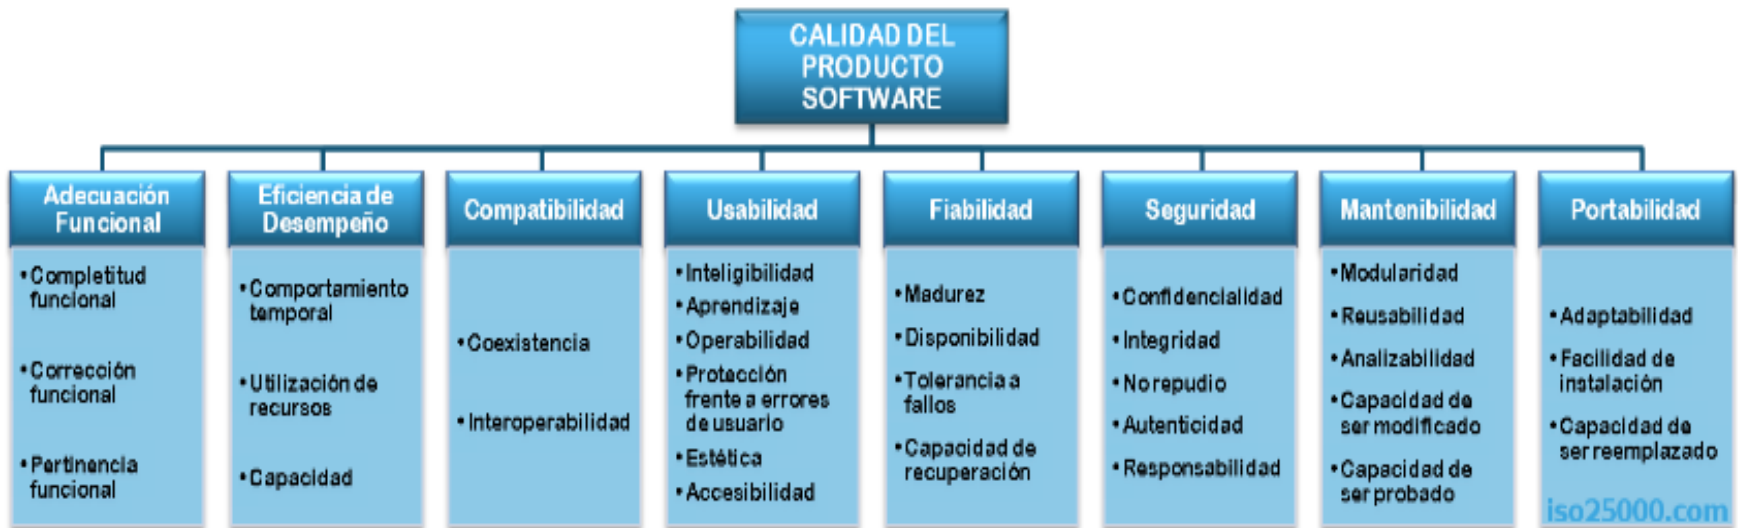 CALIDAD DEL
PRODUCTO
SOFTWARE
Adecuación
Funcional
• Completitud
funcional
• Corrección
funcional
• Pertinencia
funcional
Eficiencia de
Desempeño
• Comportamiento
temporal
• Utilización de
recursos
• Capacidad
Compatibilidad
• Coexistencia
• Interoperabilidad
Usabilidad
• Inteligibilidad
• Aprendizaje
• Operabilidad
• Protección
frente a errores
de usuario
• Estética
• Accesibilidad
Fiabilidad
• Madurez
• Disponibilidad
• Tolerancia a
fallos
• Capacidad de
recuperación
Seguridad
• Confidencialidad
• Integridad
• No repudio
• Autenticidad
• Responsabilidad
Mantenibilidad
• Modularidad
• Reusabilidad
• Analizabilidad
• Capacidad de
ser modificado
• Capacidad de
ser probado
Portabilidad
• Adaptabilidad
• Facilidad de
instalación
• Capacidad de
ser reemplazado
iso25000.com